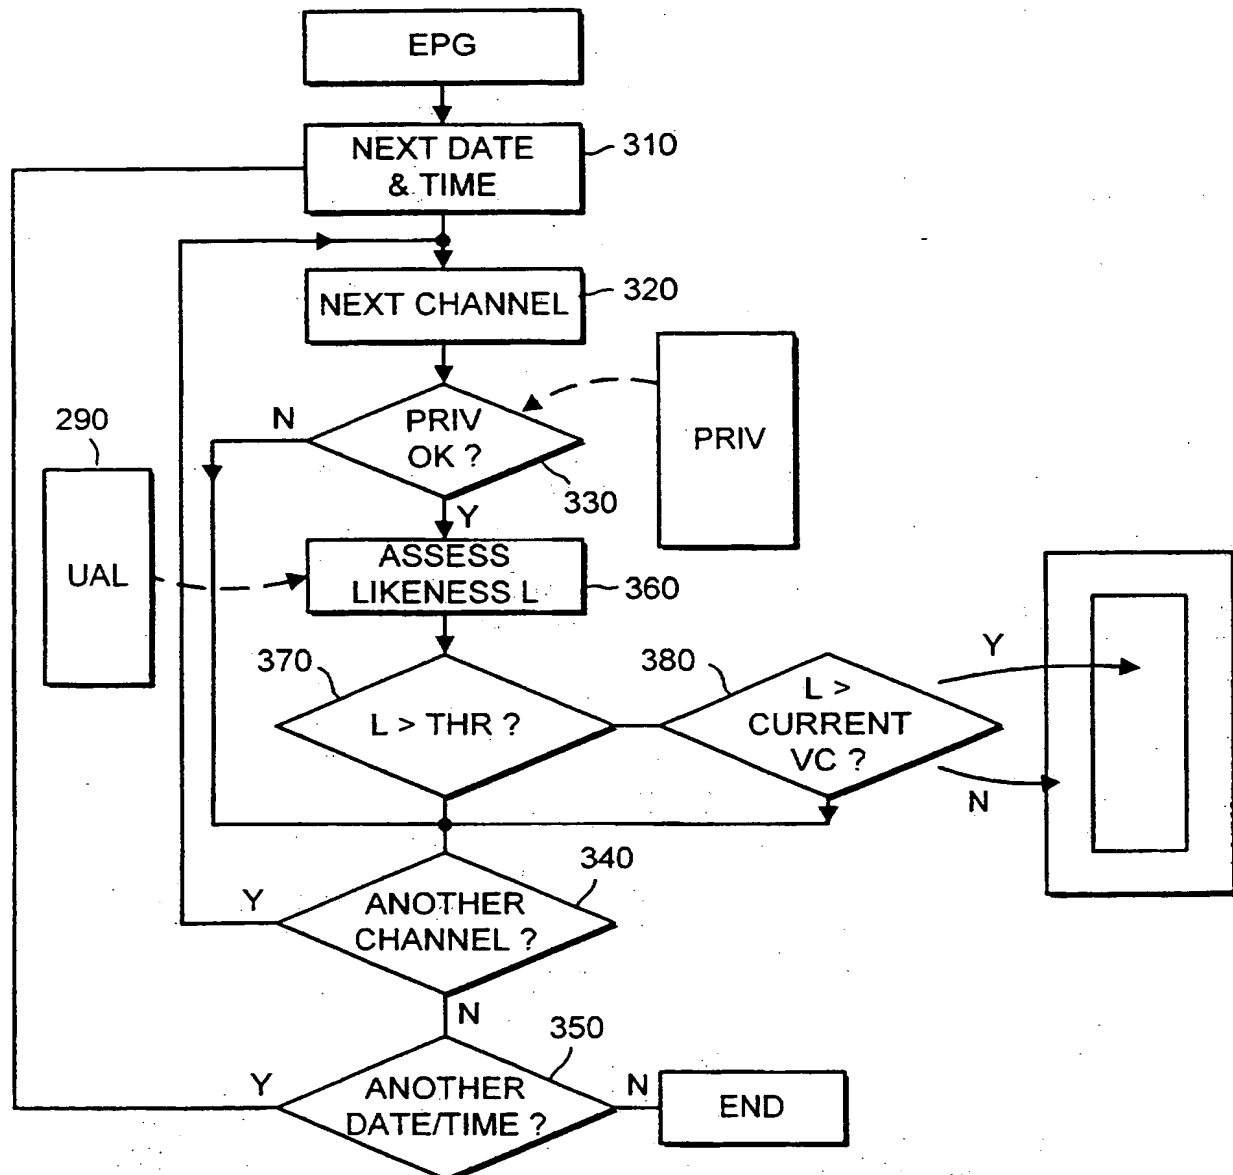 EPG
NEXT DATE
& TIME
310
NEXT CHANNEL
320
N
PRIV
OK ?
330
PRIV
290
Y
UAL
ASSESS
LIKENESS L
360
370
L > THR ?
380
L >
CURRENT
VC ?
Y
N
340
Y
ANOTHER
CHANNEL ?
N
350
Y
ANOTHER
DATE/TIME ?
N
END